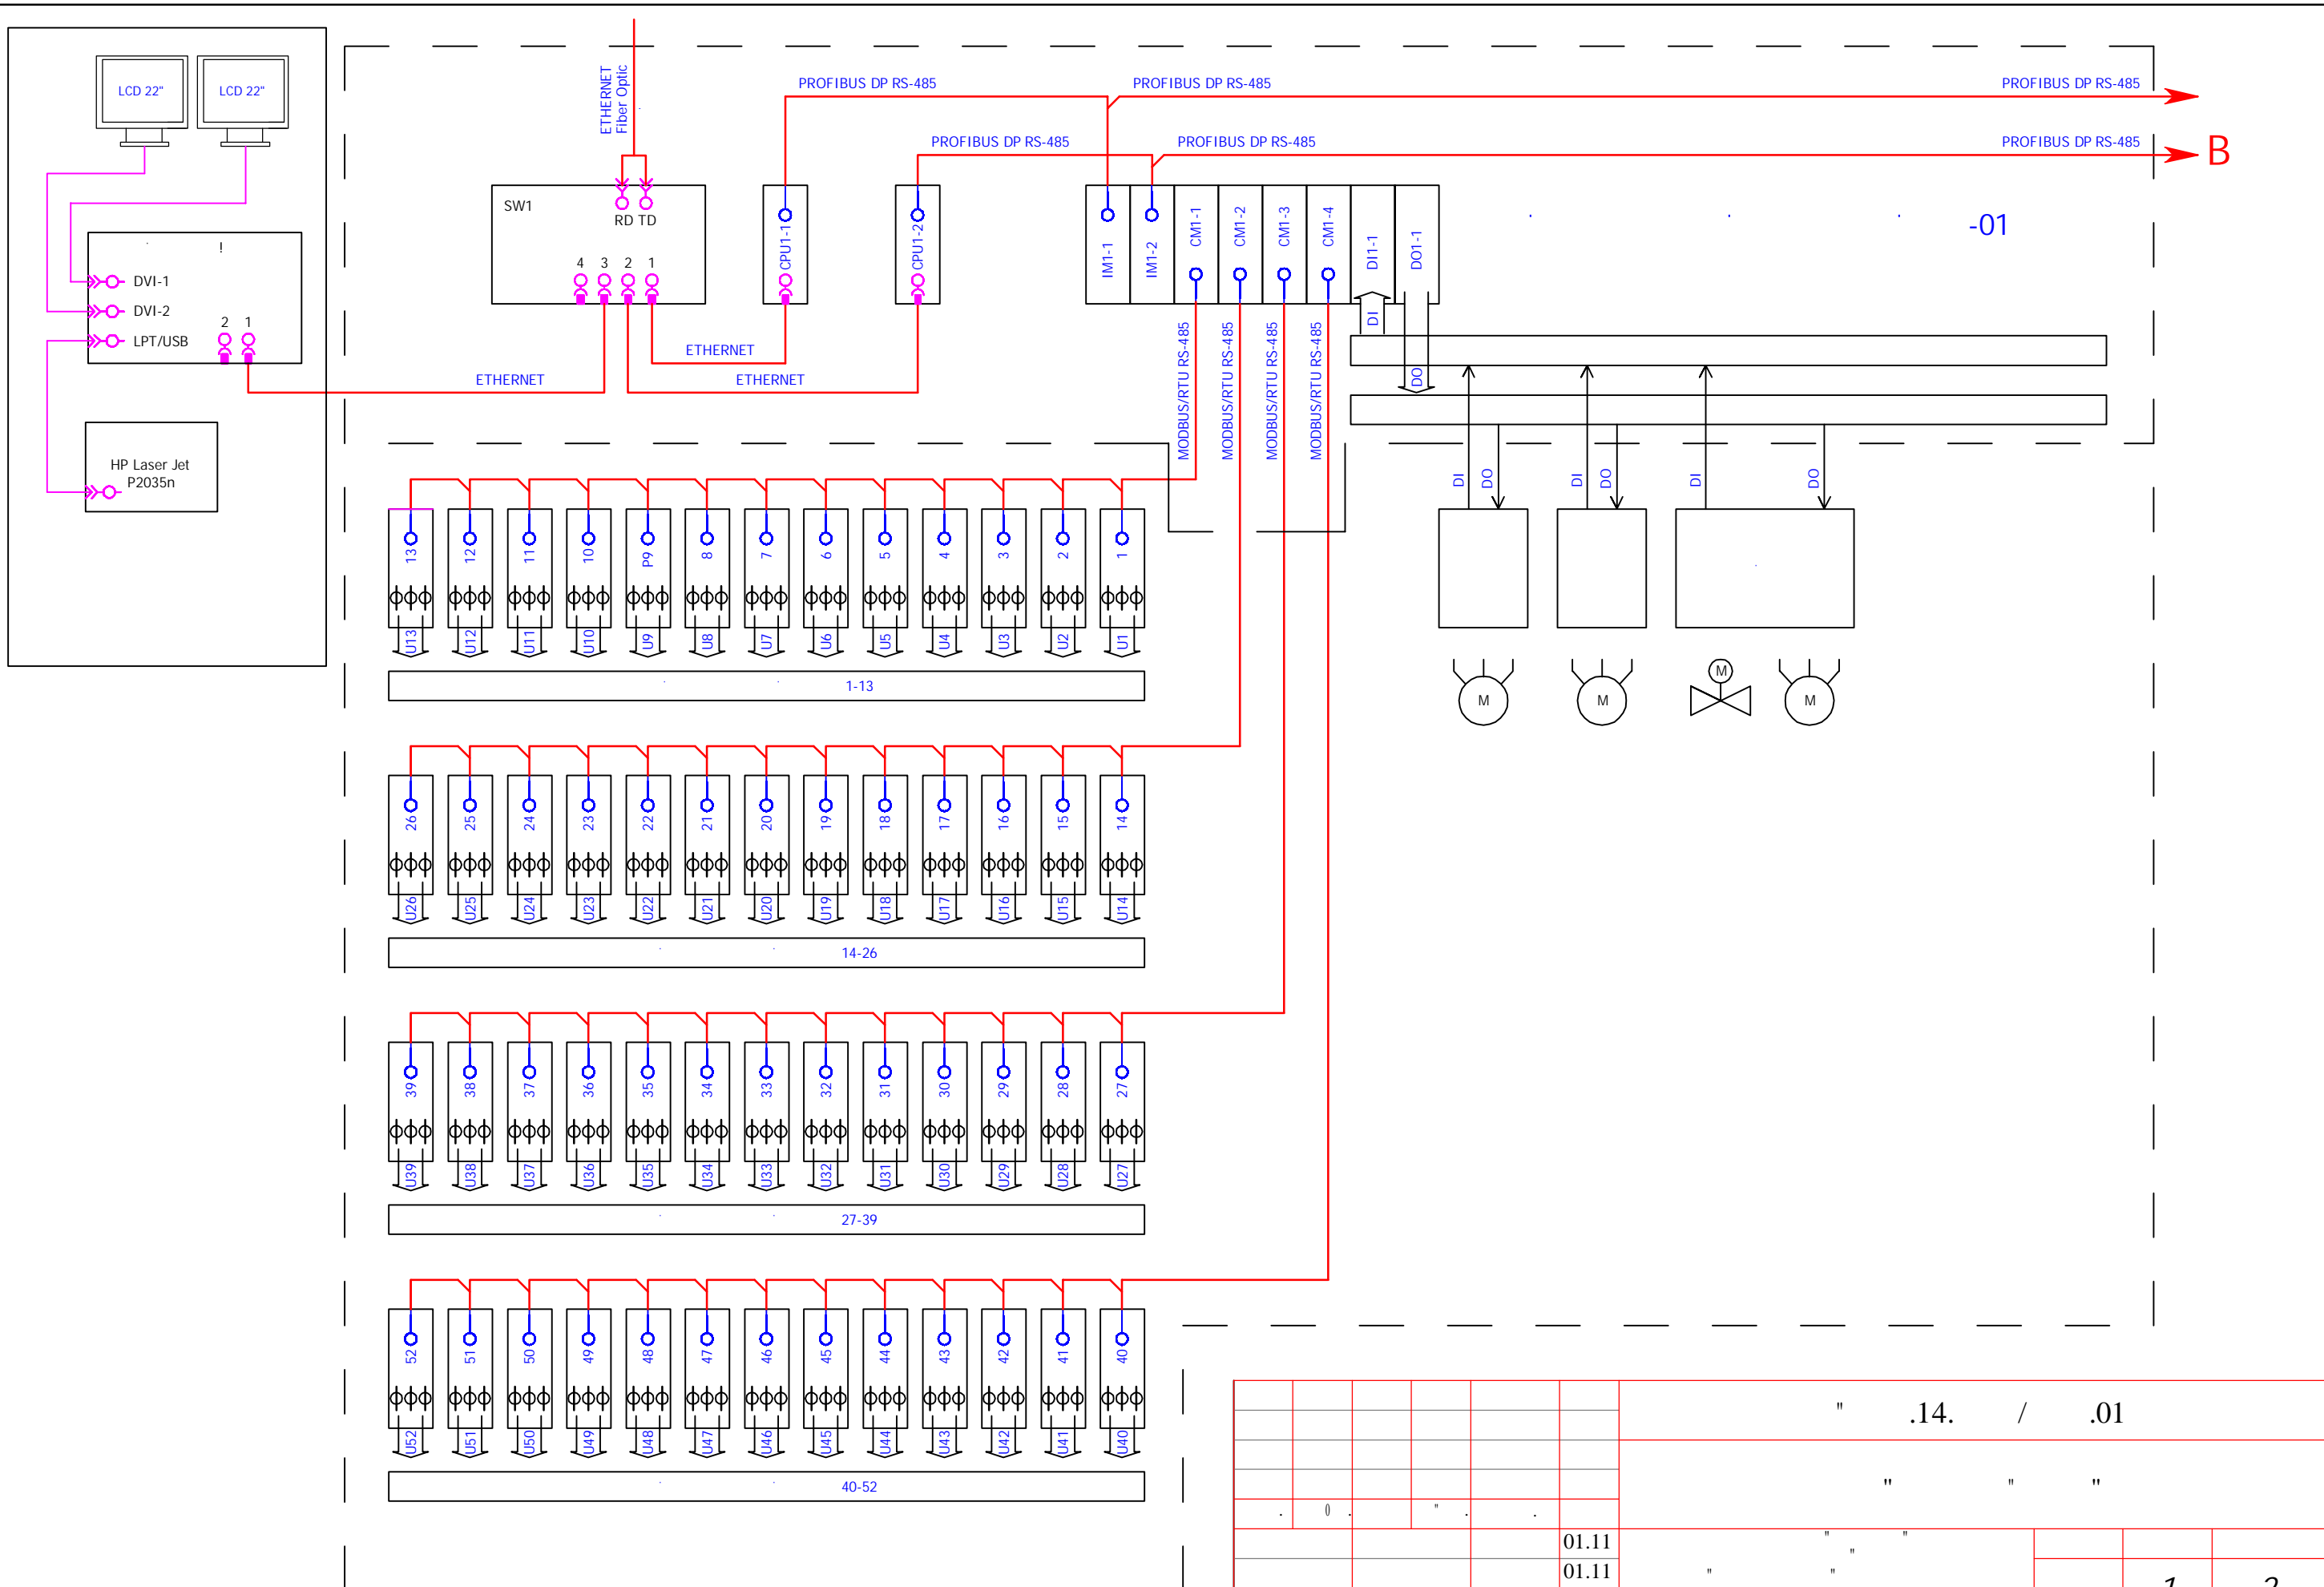 LCD 22"
LCD 22"
!
DVI-1
DVI-2
LPT/USB
2 1
HP Laser Jet
P2035n
ETHERNET
Fiber Optic
PROFIBUS DP RS-485
PROFIBUS DP RS-485
PROFIBUS DP RS-485
PROFIBUS DP RS-485
PROFIBUS DP RS-485
PROFIBUS DP RS-485
B
SW1
RD TD
4 3 2 1
CPU1-1
CPU1-2
IM1-1
IM1-2
CM1-1
CM1-2
CM1-3
CM1-4
DI1-1
DO1-1
-01
DI
DO
ETHERNET
ETHERNET
ETHERNET
MODBUS/RTU RS-485
MODBUS/RTU RS-485
MODBUS/RTU RS-485
MODBUS/RTU RS-485
DI
DO
DI
DO
DI
DO
M
M
M
M
13 12 11 10 P9 8 7 6 5 4 3 2 1
U13 U12 U11 U10 U9 U8 U7 U6 U5 U4 U3 U2 U1
1-13
26 25 24 23 22 21 20 19 18 17 16 15 14
U26 U25 U24 U23 U22 U21 U20 U19 U18 U17 U16 U15 U14
14-26
39 38 37 36 35 34 33 32 31 30 29 28 27
U39 U38 U37 U36 U35 U34 U33 U32 U31 U30 U29 U28 U27
27-39
52 51 50 49 48 47 46 45 44 43 42 41 40
U52 U51 U50 U49 U48 U47 U46 U45 U44 U43 U42 U41 U40
40-52
" .14. / .01
" " "
. () . " . .
01.11 " "
"
01.11 " "
1 2